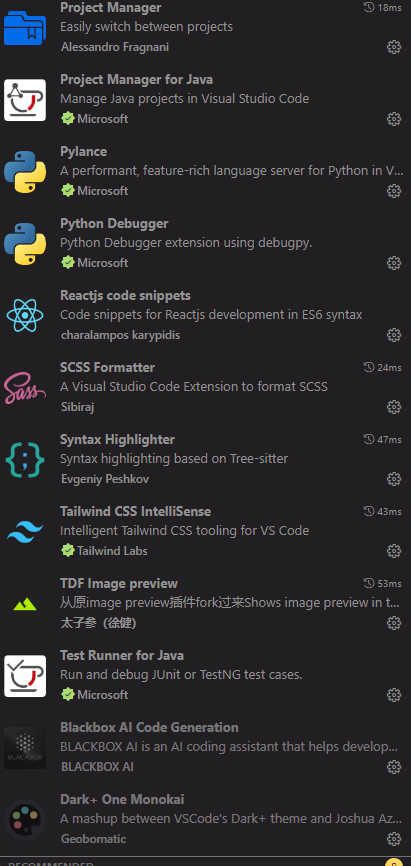 Project Manager
18ms
Easily switch between projects
Alessandro Fragnani
Project Manager for Java
Manage Java projects in Visual Studio Code
Microsoft
Pylance
A performant, feature-rich language server for Python in V...
Microsoft
Python Debugger
Python Debugger extension using debugpy.
Microsoft
Reactjs code snippets
Code snippets for Reactjs development in ES6 syntax
charalampos karypidis
SCSS Formatter
24ms
A Visual Studio Code Extension to format SCSS
Sibiraj
Sass
Syntax Highlighter
47ms
Syntax highlighting based on Tree-sitter
Evgeniy Peshkov
Tailwind CSS IntelliSense
43ms
Intelligent Tailwind CSS tooling for VS Code
Tailwind Labs
TDF Image preview
53ms
从原image preview插件fork过来Shows image preview in t...
太子参（徐健）
Test Runner for Java
Run and debug JUnit or TestNG test cases.
Microsoft
Blackbox AI Code Generation
BLACKBOX AI is an AI coding assistant that helps develop...
BLACKBOX
BLACKBOX AI
Dark+ One Monokai
A mashup between VSCode's Dark+ theme and Joshua Az...
Geobomatic
RECOMMENDED